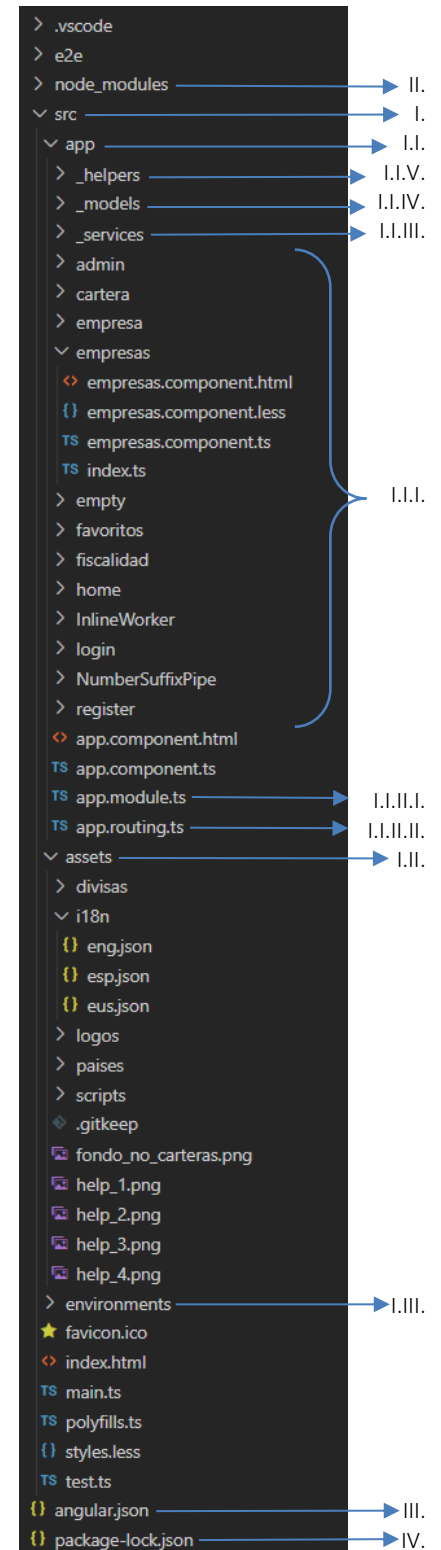 .vscode
e2e
node_modules II.
src I.
app I.I.
_helpers I.I.V.
_models I.I.IV.
_services I.I.III.
admin
cartera
empresa
empresas
empresas.component.html
empresas.component.less
empresas.component.ts
index.ts
empty I.I.I.
favoritos
fiscalidad
home
InlineWorker
login
NumberSuffixPipe
register
app.component.html
app.component.ts
app.module.ts I.I.II.I.
app.routing.ts I.I.II.II.
assets I.II.
divisas
i18n
eng.json
esp.json
eus.json
logos
paises
scripts
.gitkeep
fondo_no_carteras.png
help_1.png
help_2.png
help_3.png
help_4.png
environments I.III.
favicon.ico
index.html
main.ts
polyfills.ts
styles.less
test.ts
angular.json III.
package-lock.json IV.